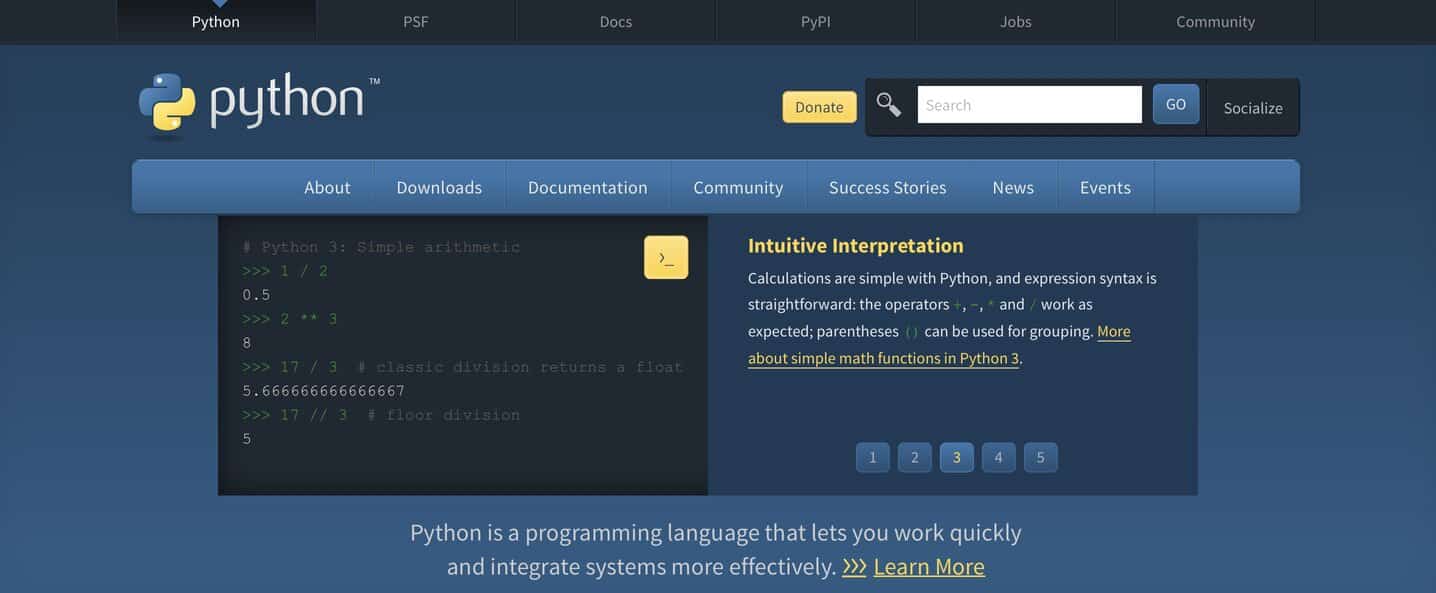 Python PSF Docs PyPI Jobs Community
python™
Donate Search GO Socialize
About Downloads Documentation Community Success Stories News Events
# Python 3: Simple arithmetic
>>> 1 / 2
0.5
>>> 2 ** 3
8
>>> 17 / 3  # classic division returns a float
5.666666666666667
>>> 17 // 3  # floor division
5
>_
Intuitive Interpretation
Calculations are simple with Python, and expression syntax is
straightforward: the operators +, -, * and / work as
expected; parentheses () can be used for grouping. More
about simple math functions in Python 3.
1 2 3 4 5
Python is a programming language that lets you work quickly
and integrate systems more effectively. >>> Learn More